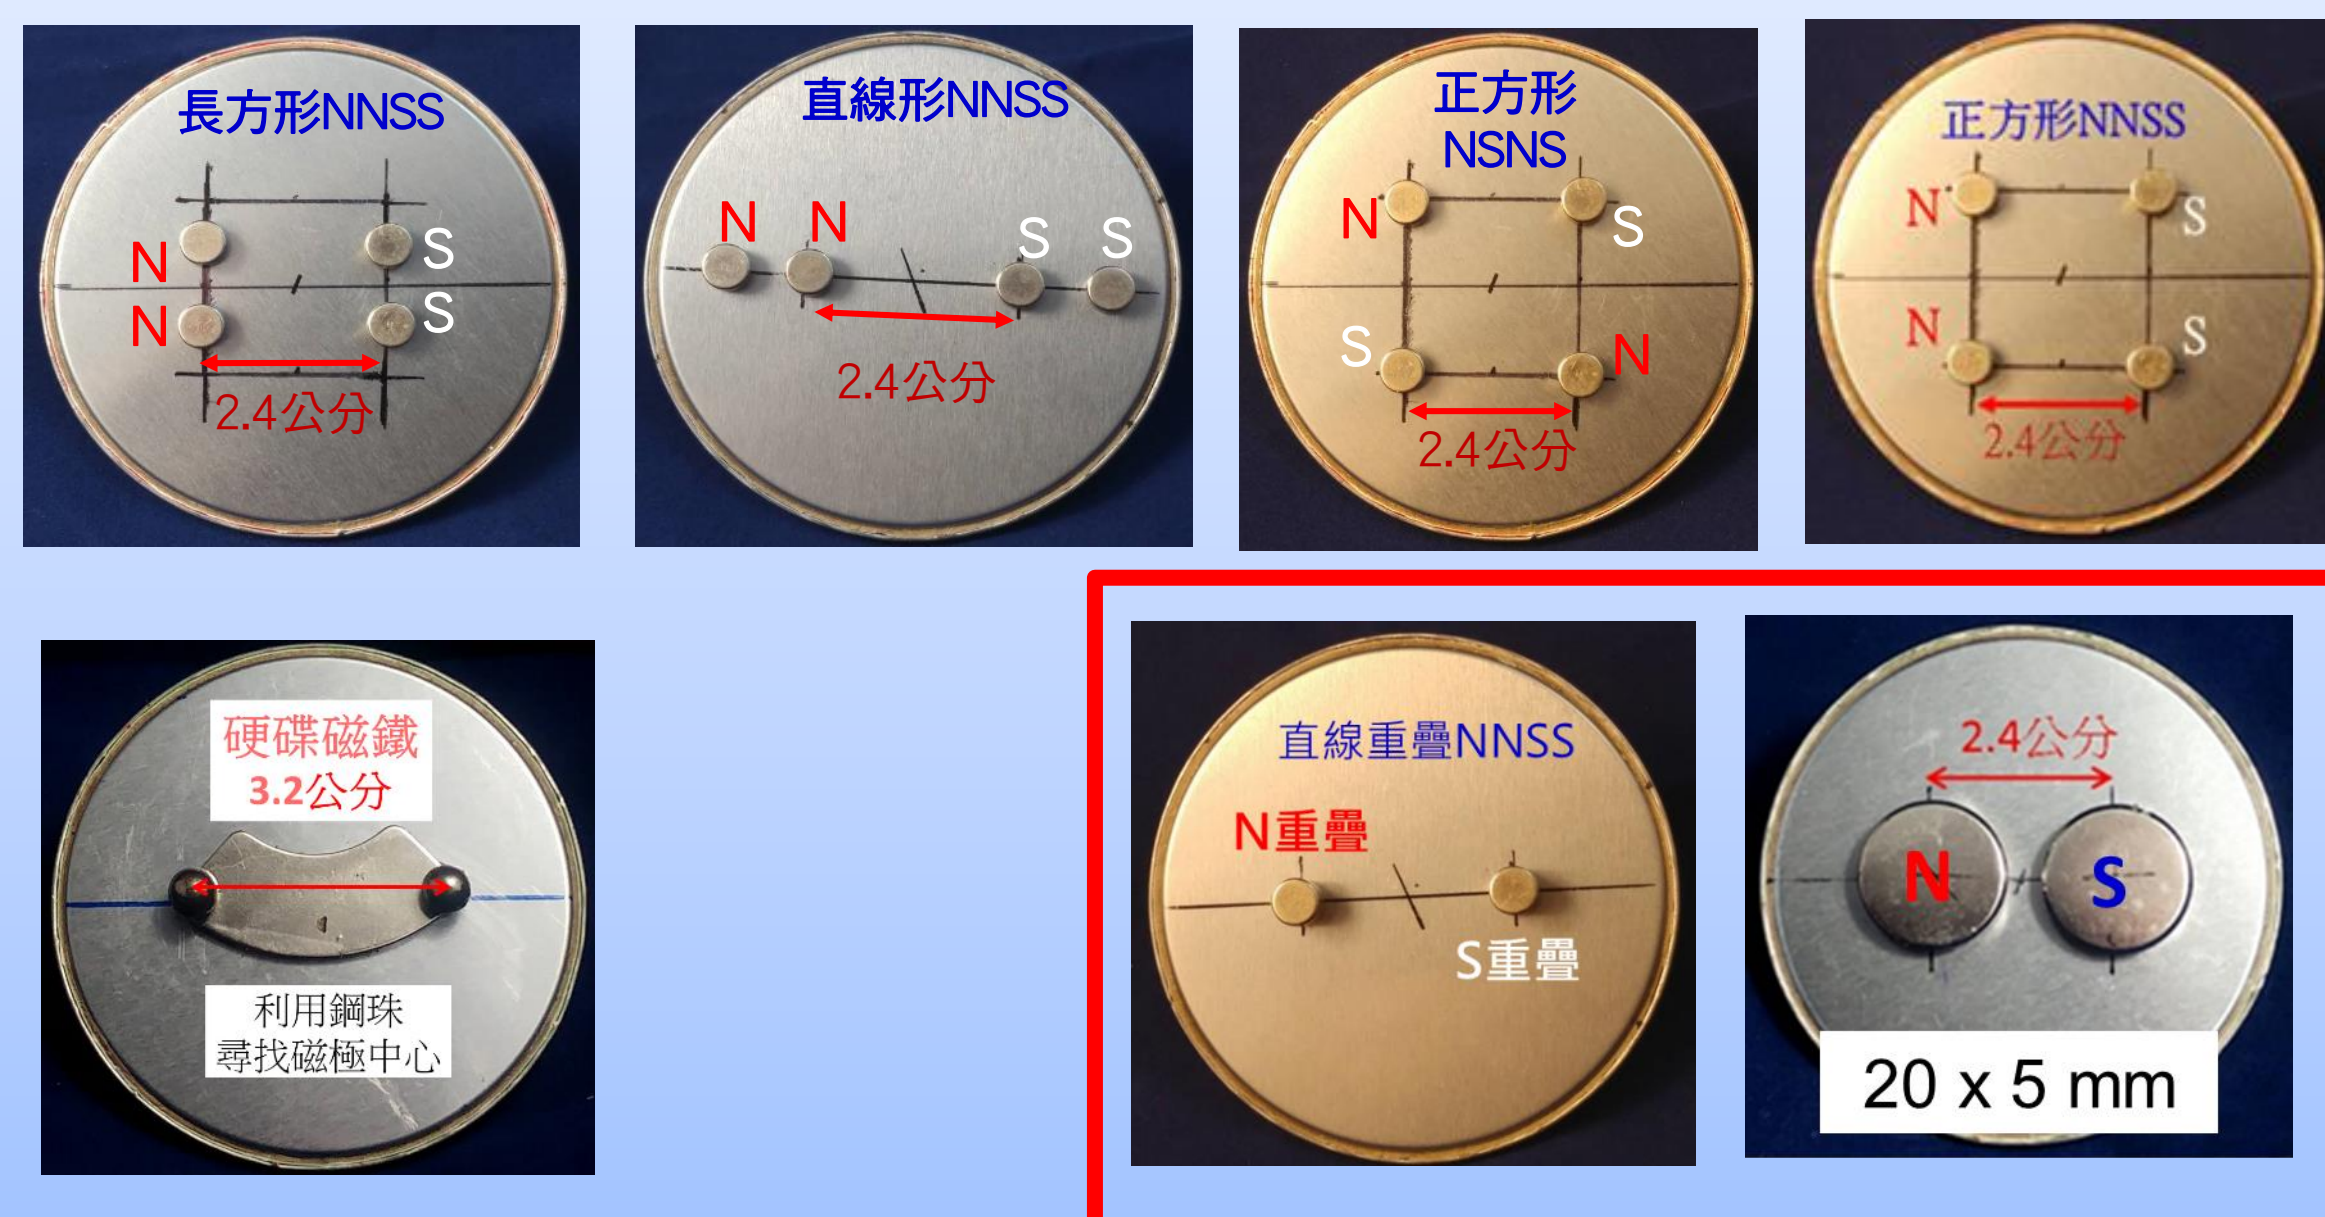 長方形NNSS
N
S
N
S
2.4公分
直線形NNSS
N
N
S
S
2.4公分
正方形
NSNS
N
S
S
N
2.4公分
正方形NNSS
N
S
N
S
2.4公分
硬碟磁鐵
3.2公分
利用鋼珠
尋找磁極中心
直線重疊NNSS
N重疊
S重疊
2.4公分
N
S
20 x 5 mm